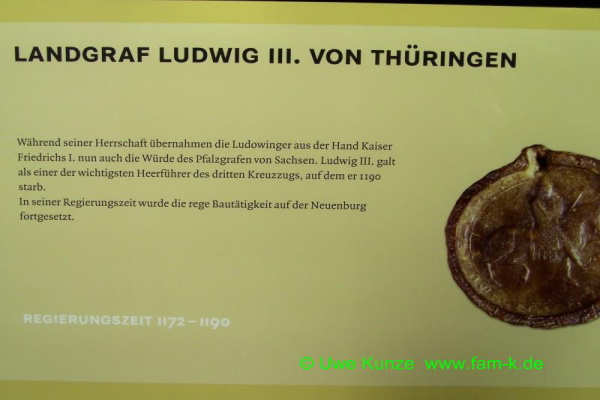 LANDGRAF LUDWIG III. VON THÜRINGEN
Während seiner Herrschaft übernahmen die Ludowinger aus der Hand Kaiser
Friedrichs I. nun auch die Würde des Pfalzgrafen von Sachsen. Ludwig III. galt
als einer der wichtigsten Heerführer des dritten Kreuzzugs, auf dem er 1190
starb.
In seiner Regierungszeit wurde die rege Bautätigkeit auf der Neuenburg
fortgesetzt.
REGIERUNGSZEIT 1172 – 1190
© Uwe Kunze www.fam-k.de